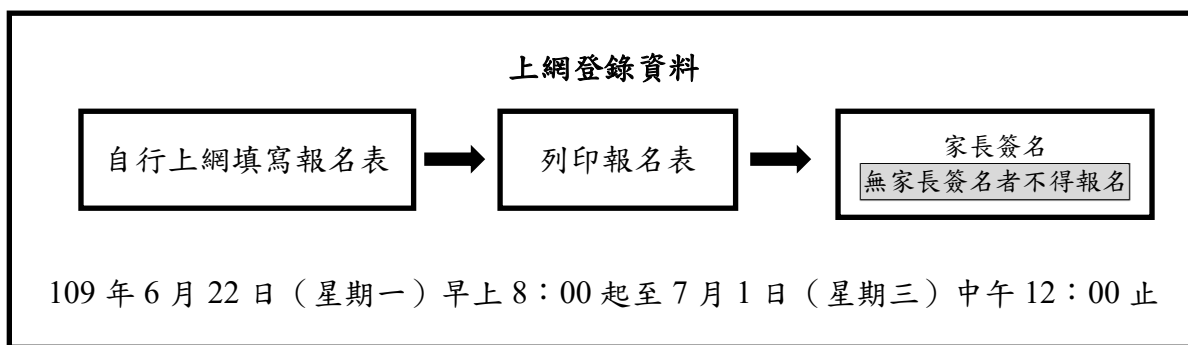 上網登錄資料
自行上網填寫報名表
列印報名表
家長簽名
無家長簽名者不得報名
109 年 6 月 22 日（星期一）早上 8：00 起至 7 月 1 日（星期三）中午 12：00 止